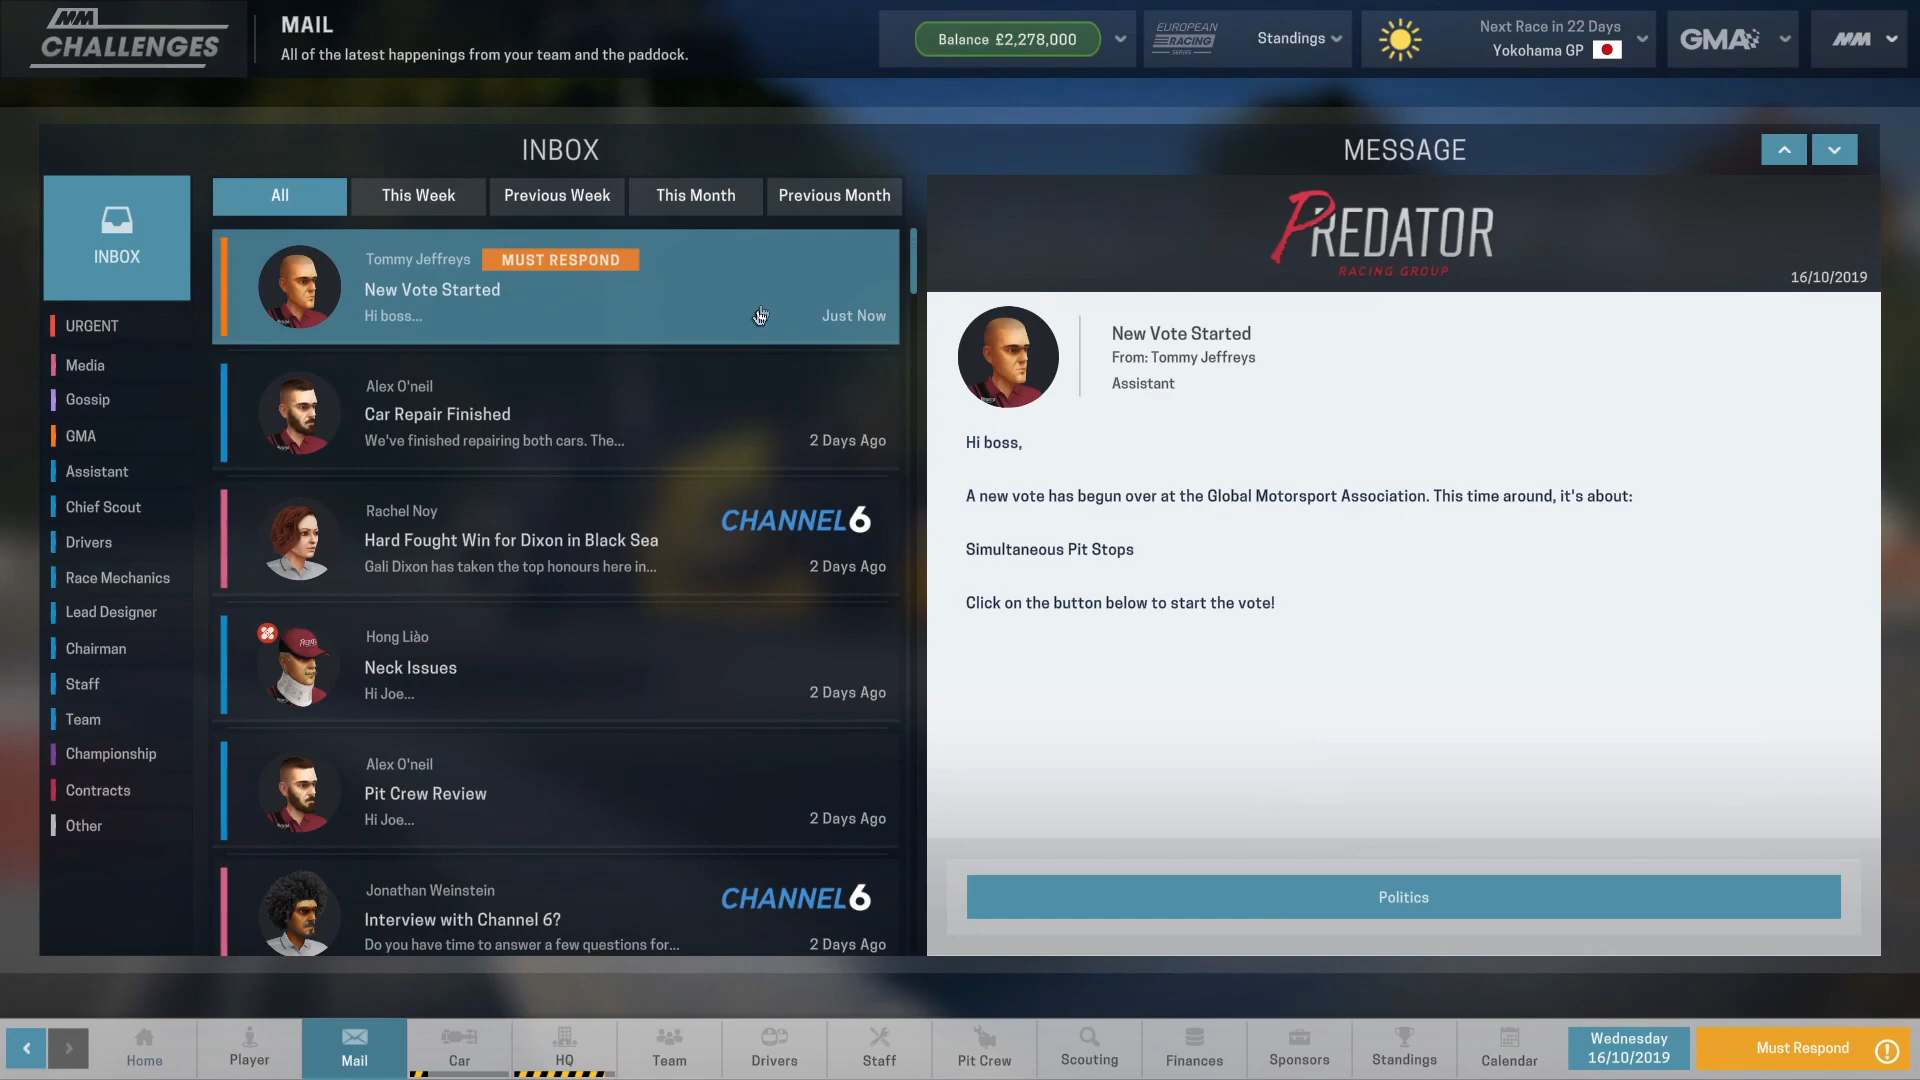 MM
CHALLENGES
MAIL
All of the latest happenings from your team and the paddock.
Balance £2,278,000
EUROPEAN
RACING
SERIES
Standings
Next Race in 22 Days
Yokohama GP
GMA
MM
INBOX
MESSAGE
INBOX
URGENT
Media
Gossip
GMA
Assistant
Chief Scout
Drivers
Race Mechanics
Lead Designer
Chairman
Staff
Team
Championship
Contracts
Other
All
This Week
Previous Week
This Month
Previous Month
Tommy Jeffreys
MUST RESPOND
New Vote Started
Hi boss...
Just Now
Alex O'neil
Car Repair Finished
We've finished repairing both cars. The...
2 Days Ago
Rachel Noy
CHANNEL6
Hard Fought Win for Dixon in Black Sea
Gali Dixon has taken the top honours here in...
2 Days Ago
Hong Liào
Neck Issues
Hi Joe...
2 Days Ago
Alex O'neil
Pit Crew Review
Hi Joe...
2 Days Ago
Jonathan Weinstein
CHANNEL6
Interview with Channel 6?
Do you have time to answer a few questions for...
2 Days Ago
PREDATOR
RACING GROUP
16/10/2019
New Vote Started
From: Tommy Jeffreys
Assistant
Hi boss,
A new vote has begun over at the Global Motorsport Association. This time around, it's about:
Simultaneous Pit Stops
Click on the button below to start the vote!
Politics
Home
Player
Mail
Car
HQ
Team
Drivers
Staff
Pit Crew
Scouting
Finances
Sponsors
Standings
Calendar
Wednesday
16/10/2019
Must Respond